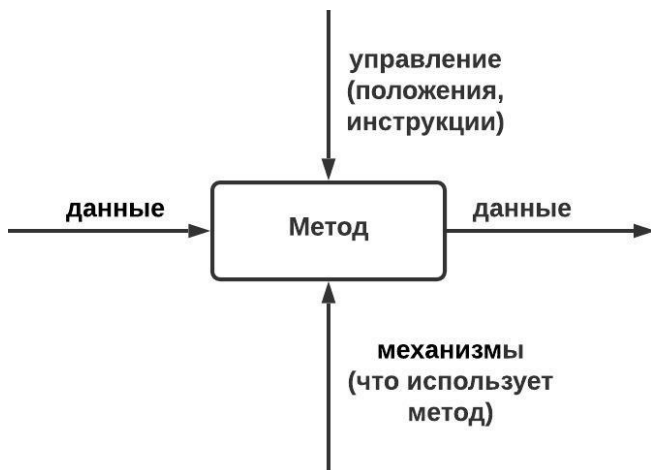 управление
(положения,
инструкции)
данные
Метод
данные
механизмы
(что использует
метод)